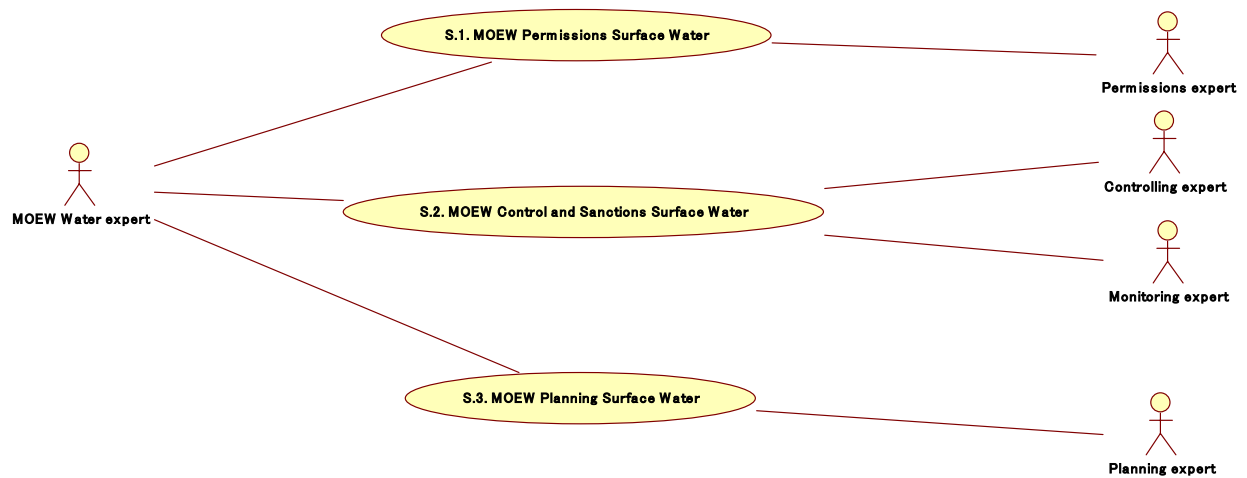 S.1. MOEW Permissions Surface Water
Permissions expert
Controlling expert
MOEW Water expert
S.2. MOEW Control and Sanctions Surface Water
Monitoring expert
S.3. MOEW Planning Surface Water
Planning expert